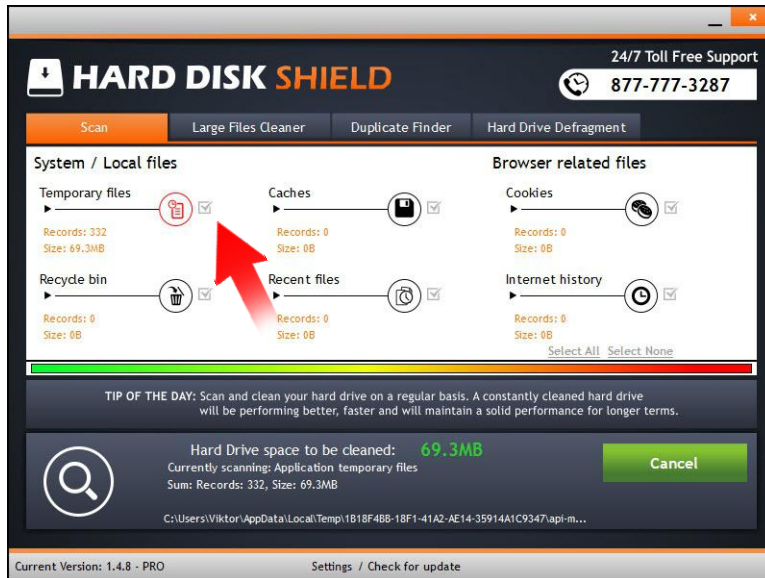 24/7 Toll Free Support
HARD DISK SHIELD
877-777-3287
Scan
Large Files Cleaner
Duplicate Finder
Hard Drive Defragment
System / Local files
Browser related files
Temporary files
Records: 332
Size: 69.3MB
Caches
Records: 0
Size: 0B
Cookies
Records: 0
Size: 0B
Recycle bin
Records: 0
Size: 0B
Recent files
Records: 0
Size: 0B
Internet history
Records: 0
Size: 0B
Select All Select None
TIP OF THE DAY: Scan and clean your hard drive on a regular basis. A constantly cleaned hard drive
will be performing better, faster and will maintain a solid performance for longer terms.
Hard Drive space to be cleaned: 69.3MB
Currently scanning: Application temporary files
Sum: Records: 332, Size: 69.3MB
Cancel
C:\Users\Viktor\AppData\Local\Temp\1B18F4BB-18F1-41A2-AE14-35914A1C9347\api-m...
Current Version: 1.4.8 - PRO
Settings / Check for update